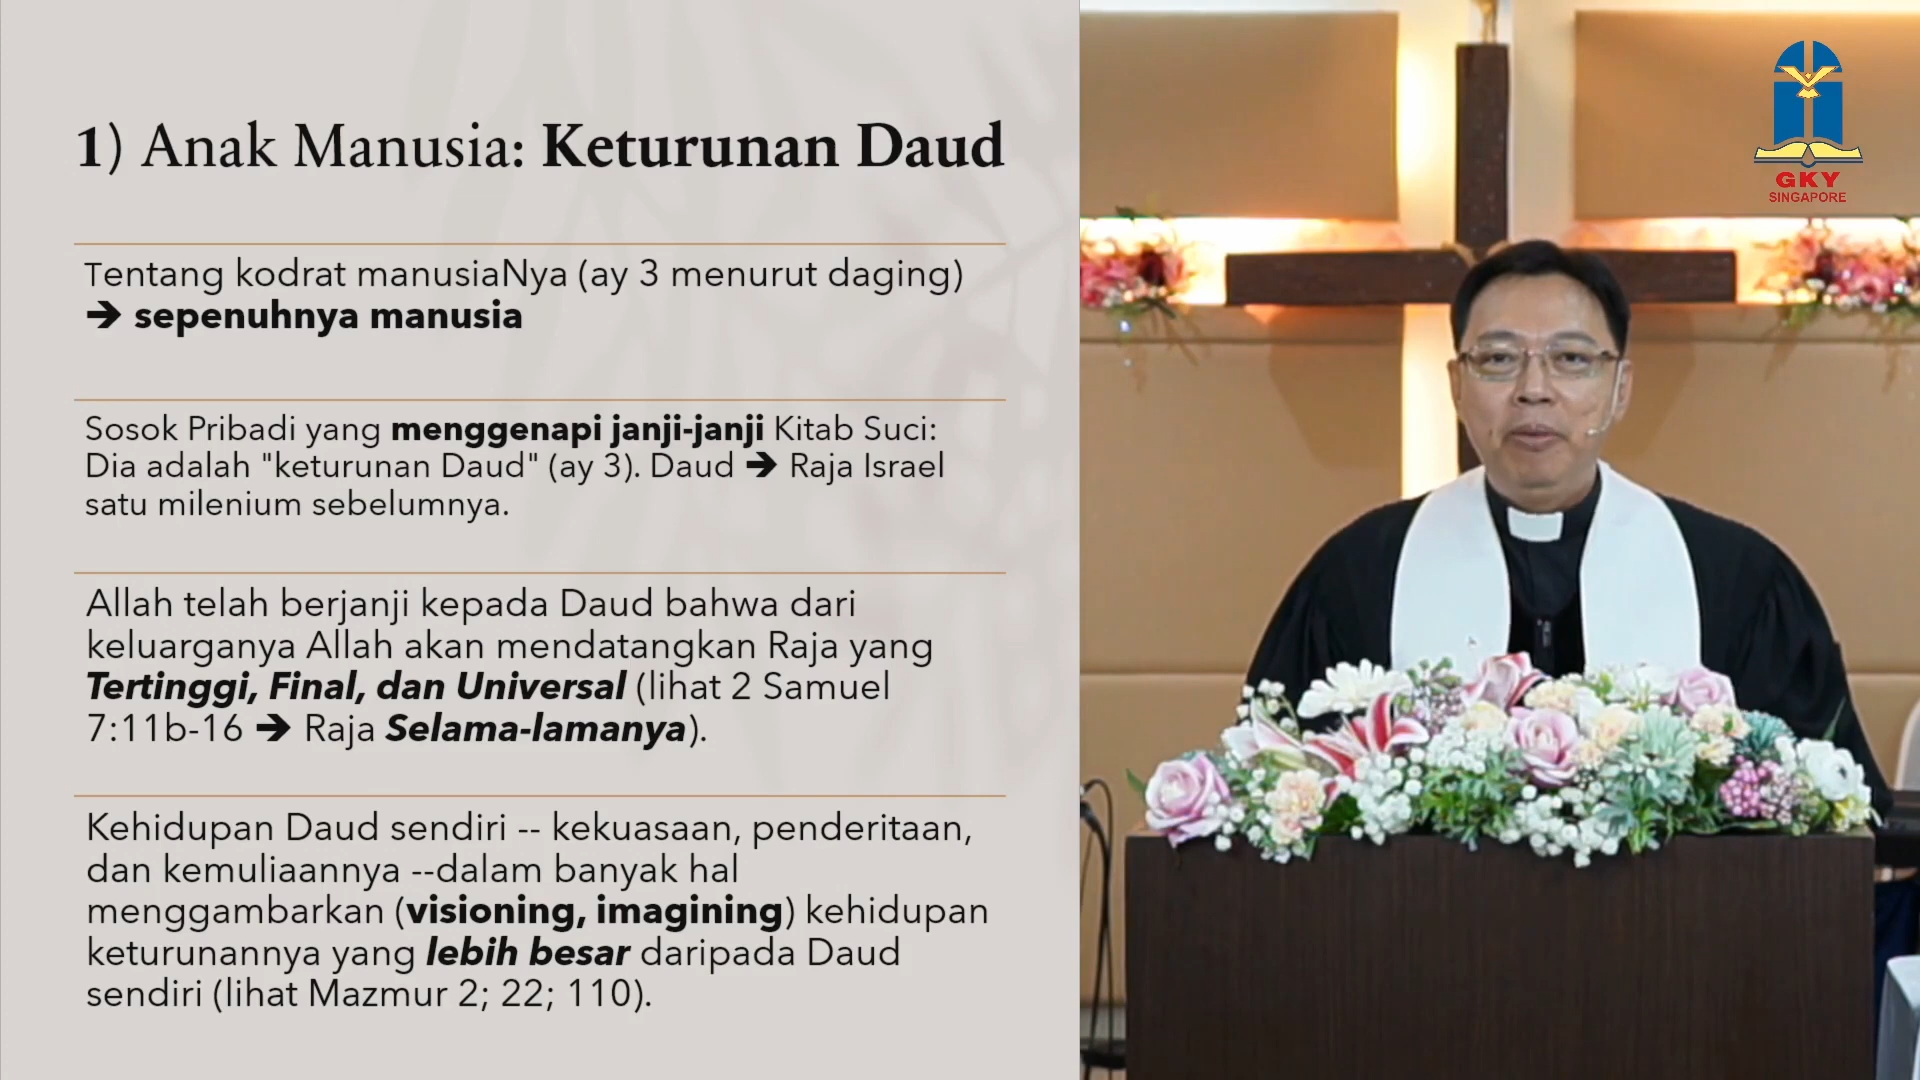 1) Anak Manusia: Keturunan Daud
Tentang kodrat manusiaNya (ay 3 menurut daging)
➔ sepenuhnya manusia
Sosok Pribadi yang menggenapi janji-janji Kitab Suci:
Dia adalah "keturunan Daud" (ay 3). Daud ➔ Raja Israel
satu milenium sebelumnya.
Allah telah berjanji kepada Daud bahwa dari
keluarganya Allah akan mendatangkan Raja yang
Tertinggi, Final, dan Universal (lihat 2 Samuel
7:11b-16 ➔ Raja Selama-lamanya).
Kehidupan Daud sendiri -- kekuasaan, penderitaan,
dan kemuliaannya --dalam banyak hal
menggambarkan (visioning, imagining) kehidupan
keturunannya yang lebih besar daripada Daud
sendiri (lihat Mazmur 2; 22; 110).
GKY
SINGAPORE